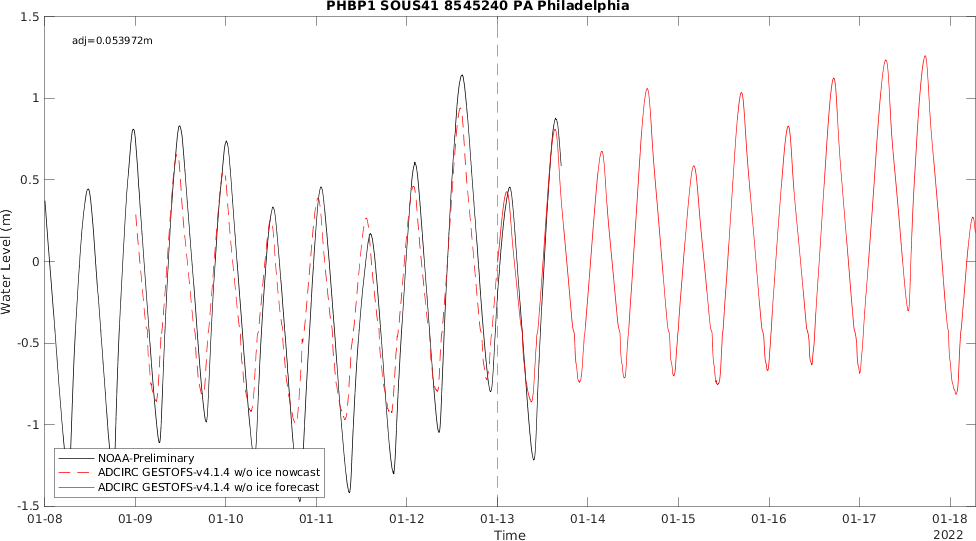 PHBP1 SOUS41 8545240 PA Philadelphia
adj=0.053972m
1.5
1
0.5
0
-0.5
-1
-1.5
Water Level (m)
NOAA-Preliminary
ADCIRC GESTOFS-v4.1.4 w/o ice nowcast
ADCIRC GESTOFS-v4.1.4 w/o ice forecast
01-08 01-09 01-10 01-11 01-12 01-13 01-14 01-15 01-16 01-17 01-18
Time
2022